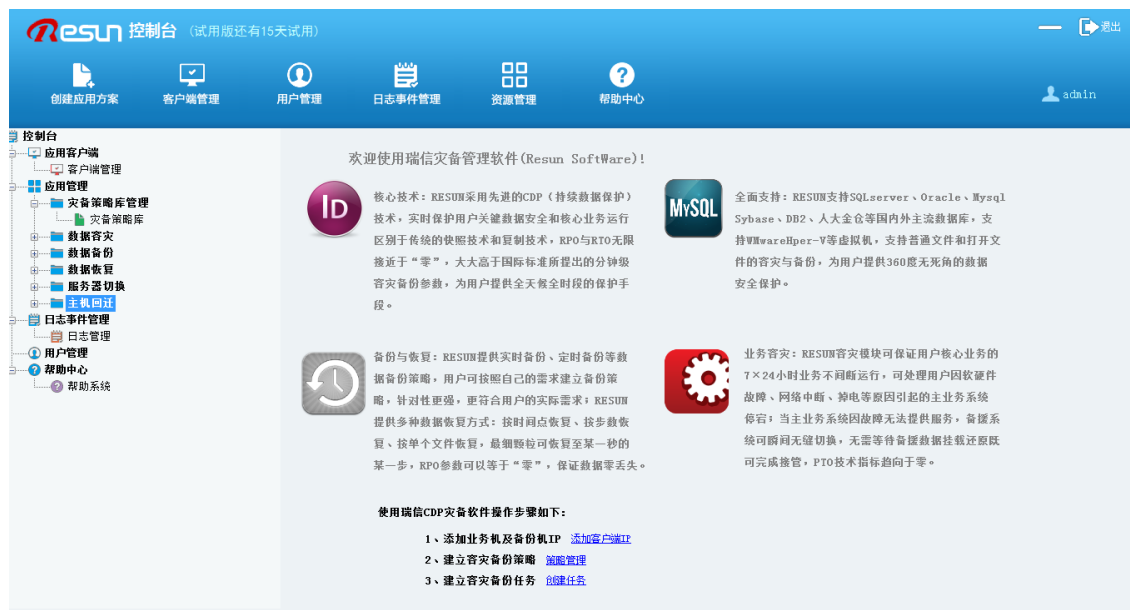 Resun 控制台 (试用版还有15天试用)
退出
创建应用方案 客户端管理 用户管理 日志事件管理 资源管理 帮助中心
admin
控制台
应用客户端
客户端管理
应用管理
灾备策略库管理
灾备策略库
数据容灾
数据备份
数据恢复
服务器切换
主机回迁
日志事件管理
日志管理
用户管理
帮助中心
帮助系统
欢迎使用瑞信灾备管理软件(Resun SoftWare)!
ID
核心技术：RESUN采用先进的CDP（持续数据保护）
技术，实时保护用户关键数据安全和核心业务运行
区别于传统的快照技术和复制技术，RPO与RTO无限
接近于“零”，大大高于国际标准所提出的分钟级
容灾备份参数，为用户提供全天候全时段的保护手
段。
MySQL
全面支持：RESUN支持SQLserver、Oracle、Mysql
Sybase、DB2、人大金仓等国内外主流数据库，支
持VMwareHper-V等虚拟机，支持普通文件和打开文
件的容灾与备份，为用户提供360度无死角的数据
安全保护。
备份与恢复：RESUN提供实时备份、定时备份等数
据备份策略，用户可按照自己的需求建立备份策
略，针对性更强，更符合用户的实际需求；RESUN
提供多种数据恢复方式：按时间点恢复、按步数恢
复、按单个文件恢复，最细颗粒可恢复至某一秒的
某一步，RPO参数可以等于“零”，保证数据零丢失。
业务容灾：RESUN容灾模块可保证用户核心业务的
7×24小时业务不间断运行，可处理用户因软硬件
故障、网络中断、掉电等原因引起的主业务系统
停宕；当主业务系统因故障无法提供服务，备援系
统可瞬间无缝切换，无需等待备援数据挂载还原既
可完成接管，PTO技术指标趋向于零。
使用瑞信CDP灾备软件操作步骤如下：
1、添加业务机及备份机IP 添加客户端IP
2、建立容灾备份策略 策略管理
3、建立容灾备份任务 创建任务